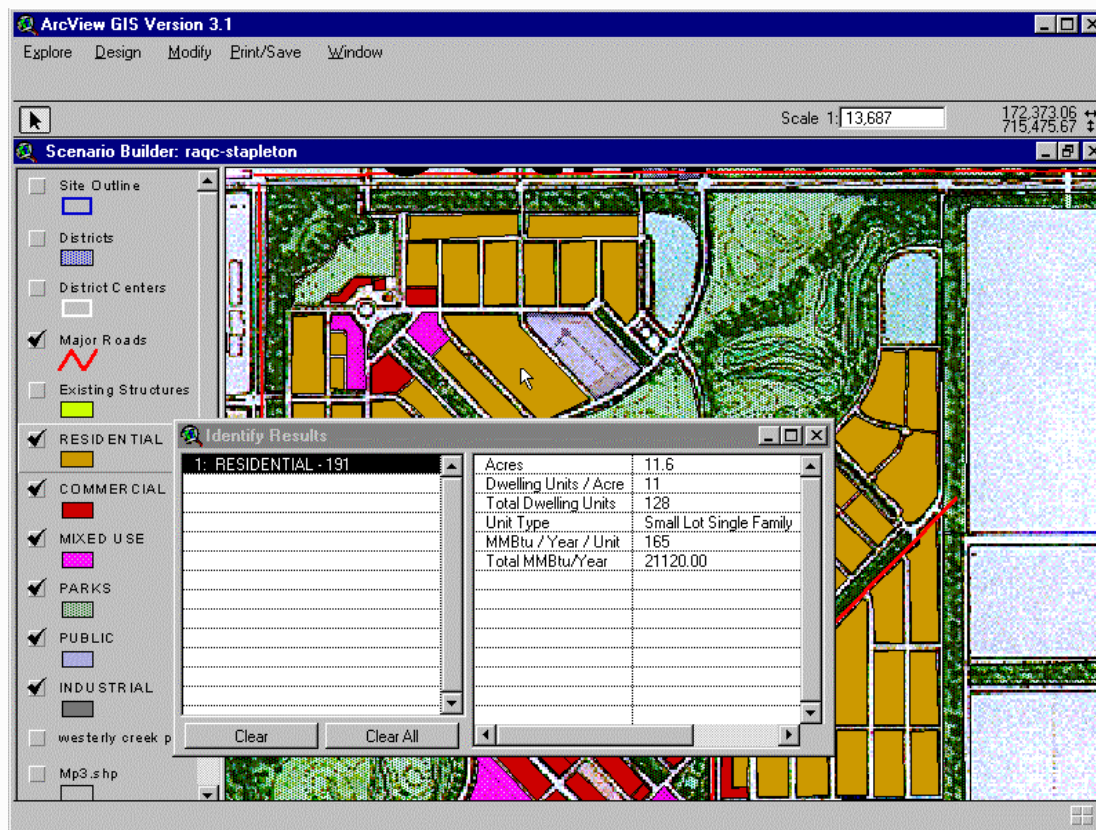 ArcView GIS Version 3.1
Explore Design Modify Print/Save Window
Scale 1: 13,687 172,373.06
715,475.67
Scenario Builder: raqc-stapleton
Site Outline
Districts
District Centers
Major Roads
Existing Structures
RESIDENTIAL
COMMERCIAL
MIXED USE
PARKS
PUBLIC
INDUSTRIAL
westerly creek p
Mp3.shp
Identify Results
1: RESIDENTIAL - 191
Acres 11.6
Dwelling Units / Acre 11
Total Dwelling Units 128
Unit Type Small Lot Single Family
MMBtu / Year / Unit 165
Total MMBtu/Year 21120.00
Clear Clear All